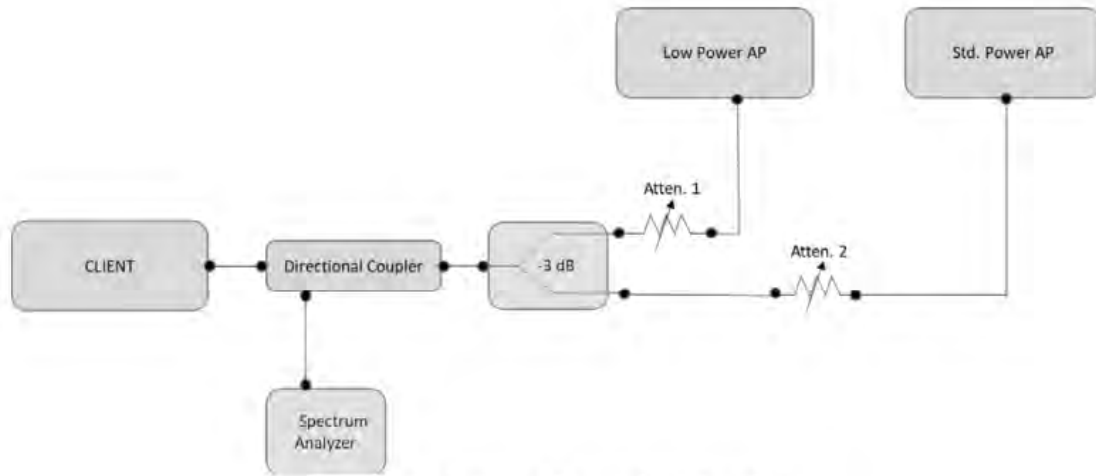 Low Power AP
Std. Power AP
Atten. 1
CLIENT
Directional Coupler
-3 dB
Atten. 2
Spectrum
Analyzer